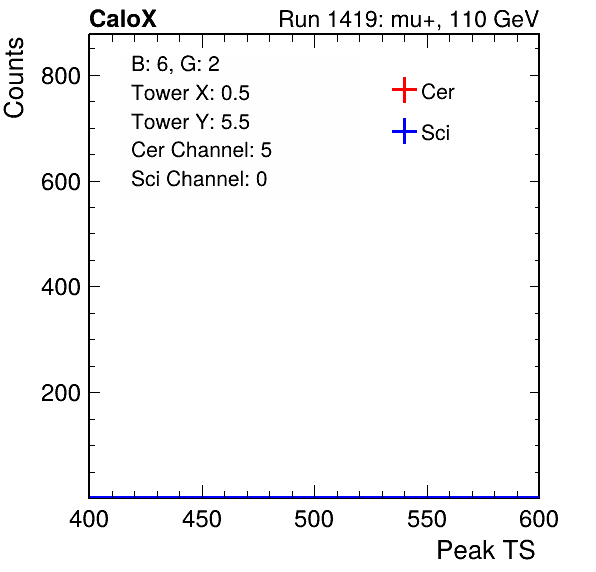 CaloX Run 1419: mu+, 110 GeV
Counts
B: 6, G: 2
Tower X: 0.5
Tower Y: 5.5
Cer Channel: 5
Sci Channel: 0
Cer
Sci
800
600
400
200
400 450 500 550 600
Peak TS